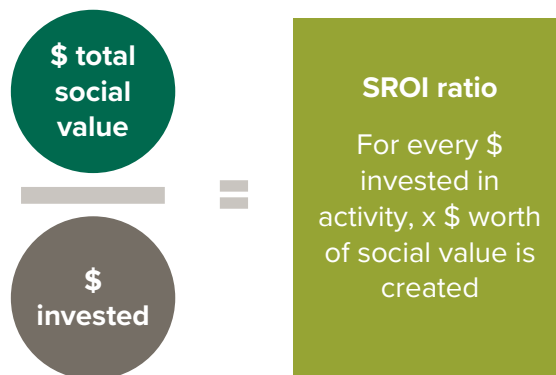 $ total
social
value
=
$
invested
SROI ratio
For every $
invested in
activity, x $ worth
of social value is
created